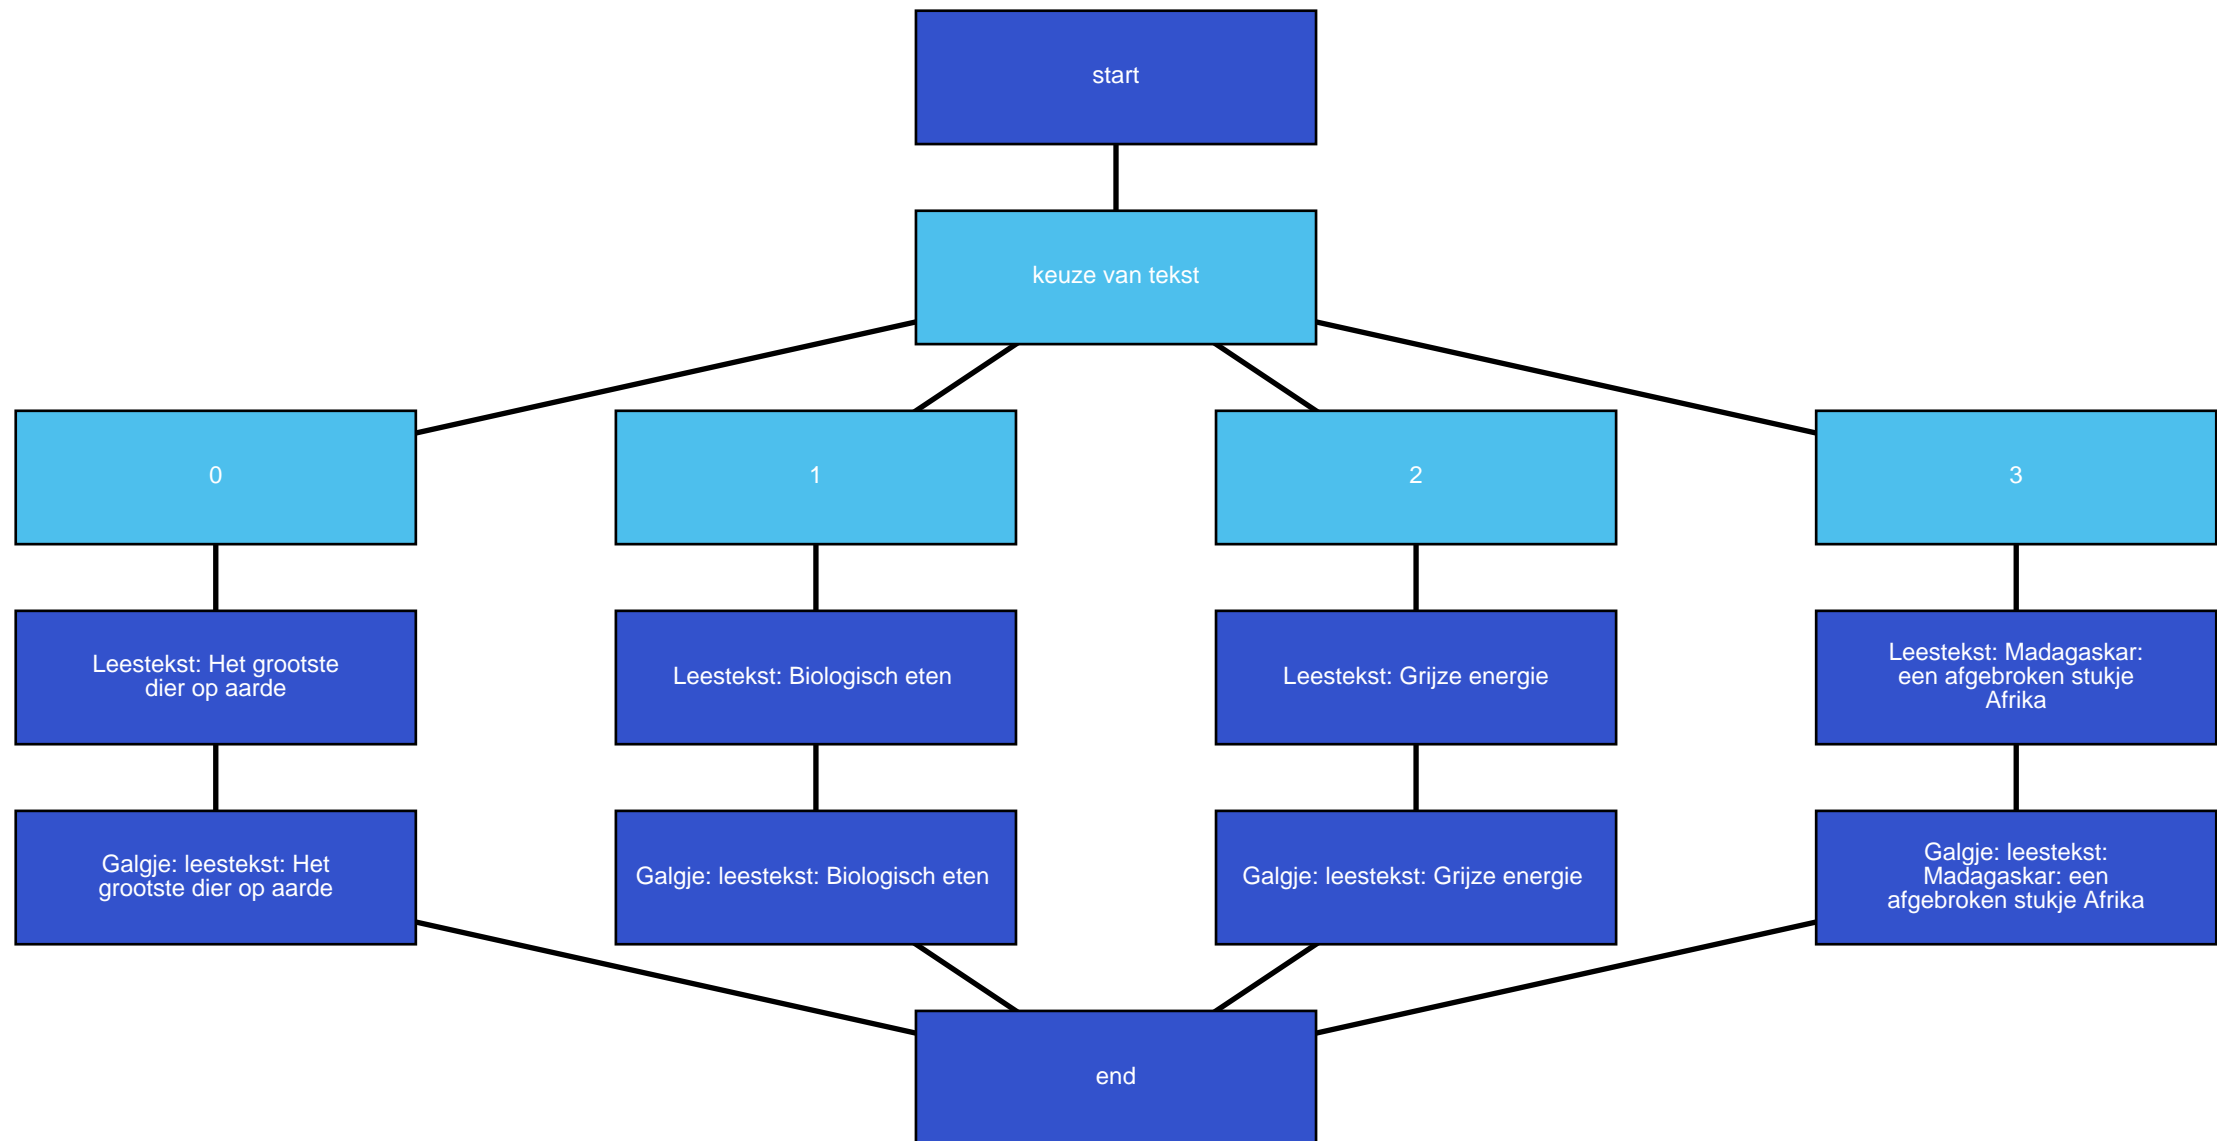 start
keuze van tekst
0
1
2
3
Leestekst: Het grootste
dier op aarde
Leestekst: Biologisch eten
Leestekst: Grijze energie
Leestekst: Madagaskar:
een afgebroken stukje
Afrika
Galgje: leestekst: Het
grootste dier op aarde
Galgje: leestekst: Biologisch eten
Galgje: leestekst: Grijze energie
Galgje: leestekst:
Madagaskar: een
afgebroken stukje Afrika
end